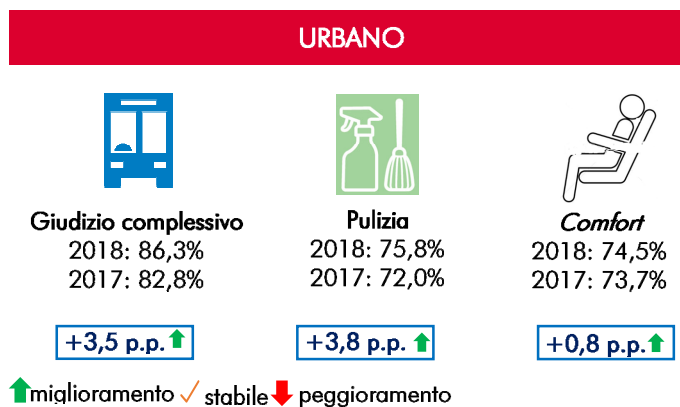 URBANO
Giudizio complessivo
2018: 86,3%
2017: 82,8%
+3,5 p.p.
Pulizia
2018: 75,8%
2017: 72,0%
+3,8 p.p.
Comfort
2018: 74,5%
2017: 73,7%
+0,8 p.p.
miglioramento stabile peggioramento